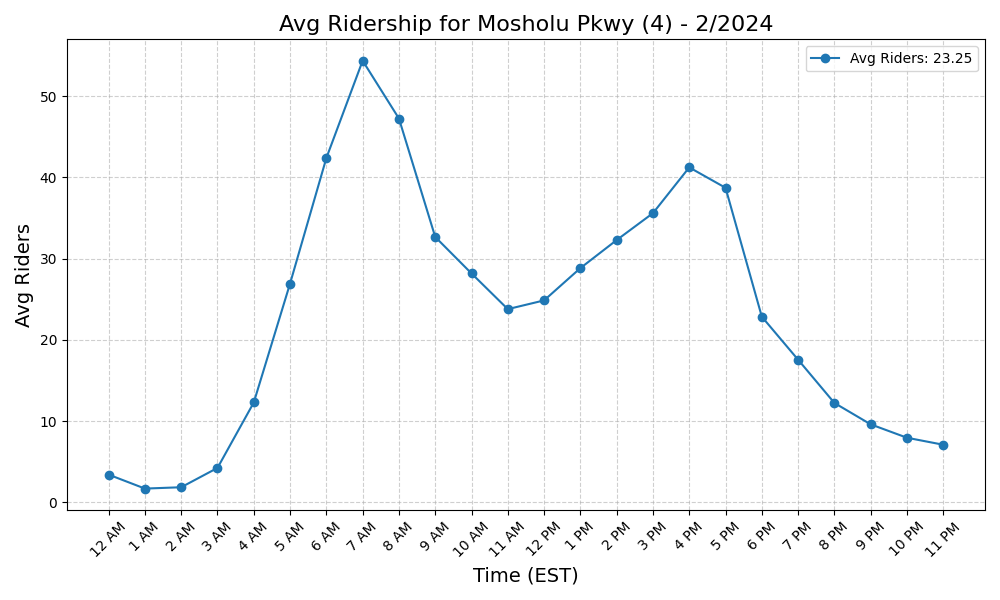 Avg Ridership for Mosholu Pkwy (4) - 2/2024
Avg Riders: 23.25
Avg Riders
50
40
30
20
10
0
12 AM
1 AM
2 AM
3 AM
4 AM
5 AM
6 AM
7 AM
8 AM
9 AM
10 AM
11 AM
12 PM
1 PM
2 PM
3 PM
4 PM
5 PM
6 PM
7 PM
8 PM
9 PM
10 PM
11 PM
Time (EST)